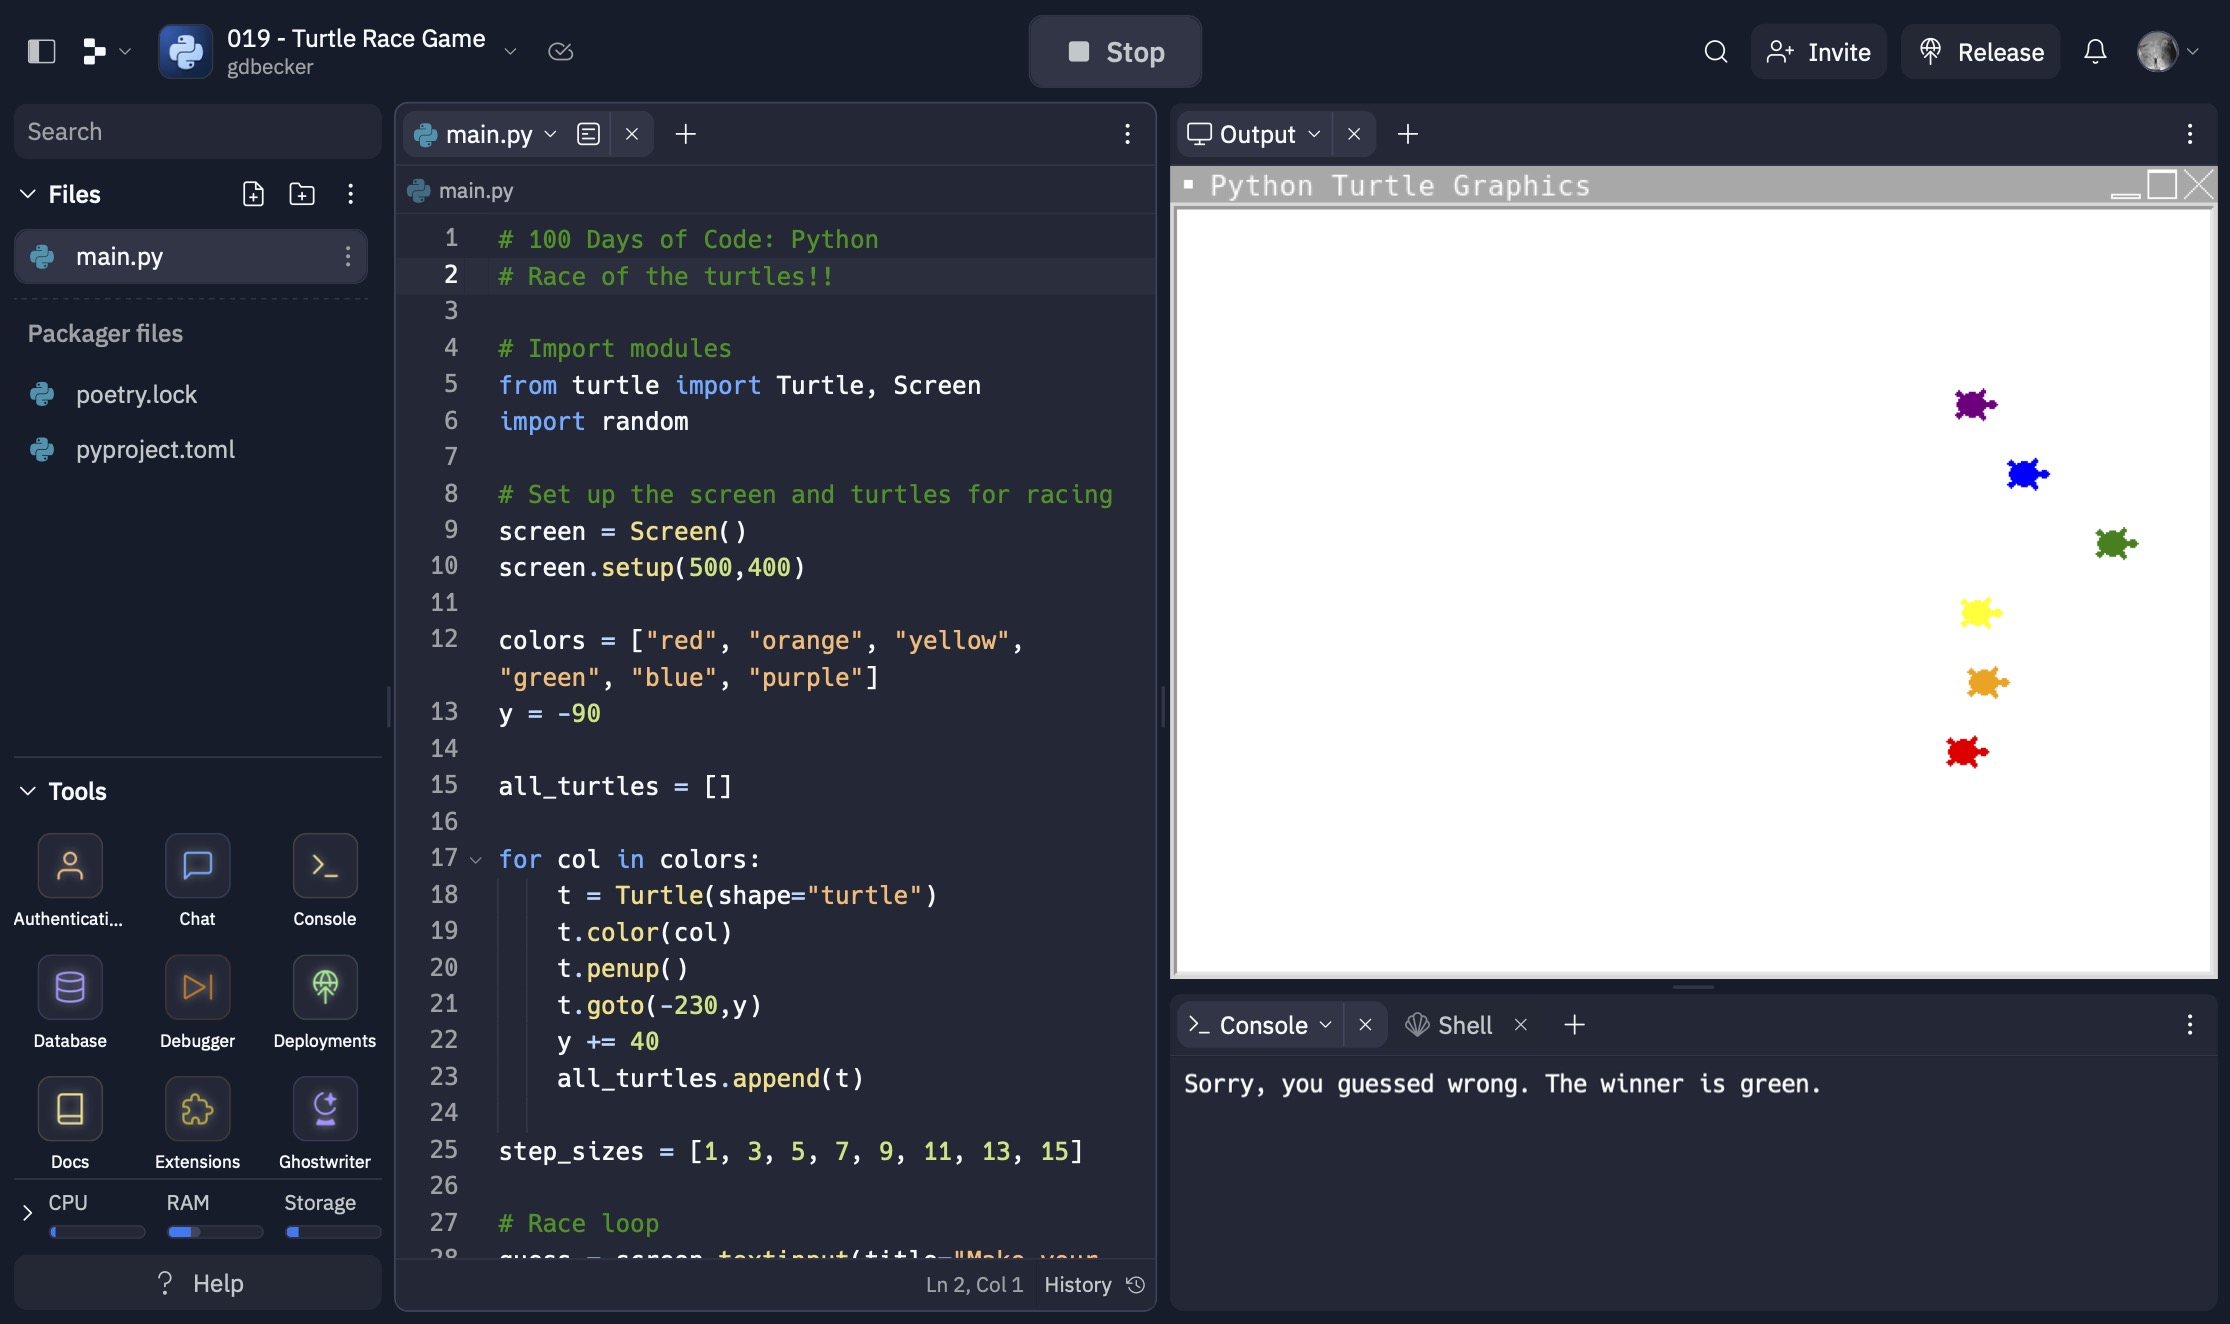 019 - Turtle Race Game
gdbecker
Stop
Invite
Release
Search
Files
main.py
Packager files
poetry.lock
pyproject.toml
Tools
Authenticati...
Chat
Console
Database
Debugger
Deployments
Docs
Extensions
Ghostwriter
CPU
RAM
Storage
? Help
main.py
main.py
1 # 100 Days of Code: Python
2 # Race of the turtles!!
3
4 # Import modules
5 from turtle import Turtle, Screen
6 import random
7
8 # Set up the screen and turtles for racing
9 screen = Screen()
10 screen.setup(500,400)
11
12 colors = ["red", "orange", "yellow",
"green", "blue", "purple"]
13 y = -90
14
15 all_turtles = []
16
17 for col in colors:
18 t = Turtle(shape="turtle")
19 t.color(col)
20 t.penup()
21 t.goto(-230,y)
22 y += 40
23 all_turtles.append(t)
24
25 step_sizes = [1, 3, 5, 7, 9, 11, 13, 15]
26
27 # Race loop
28 guess = screen.textinput(title="Make your
Ln 2, Col 1 History
Output
Python Turtle Graphics
Console
Shell
Sorry, you guessed wrong. The winner is green.